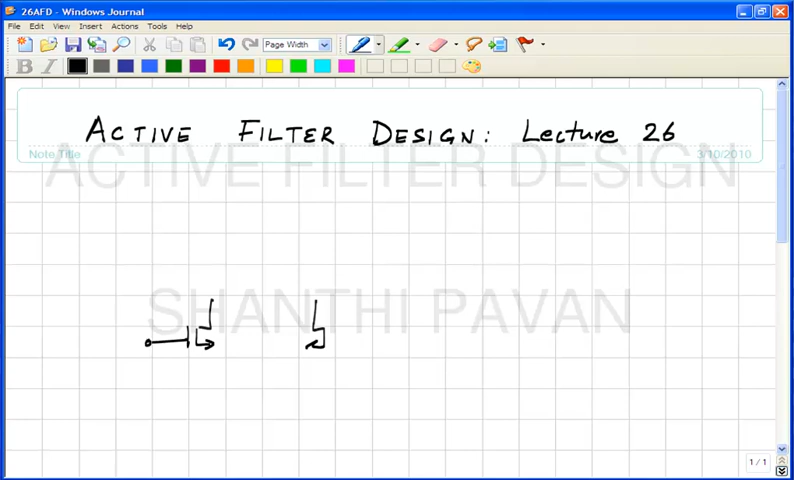 26AFD - Windows Journal
File Edit View Insert Actions Tools Help
Page Width
B I
ACTIVE FILTER DESIGN: Lecture 26
Note Title 3/10/2010
ACTIVE FILTER DESIGN
SHANTHI PAVAN
1 / 1